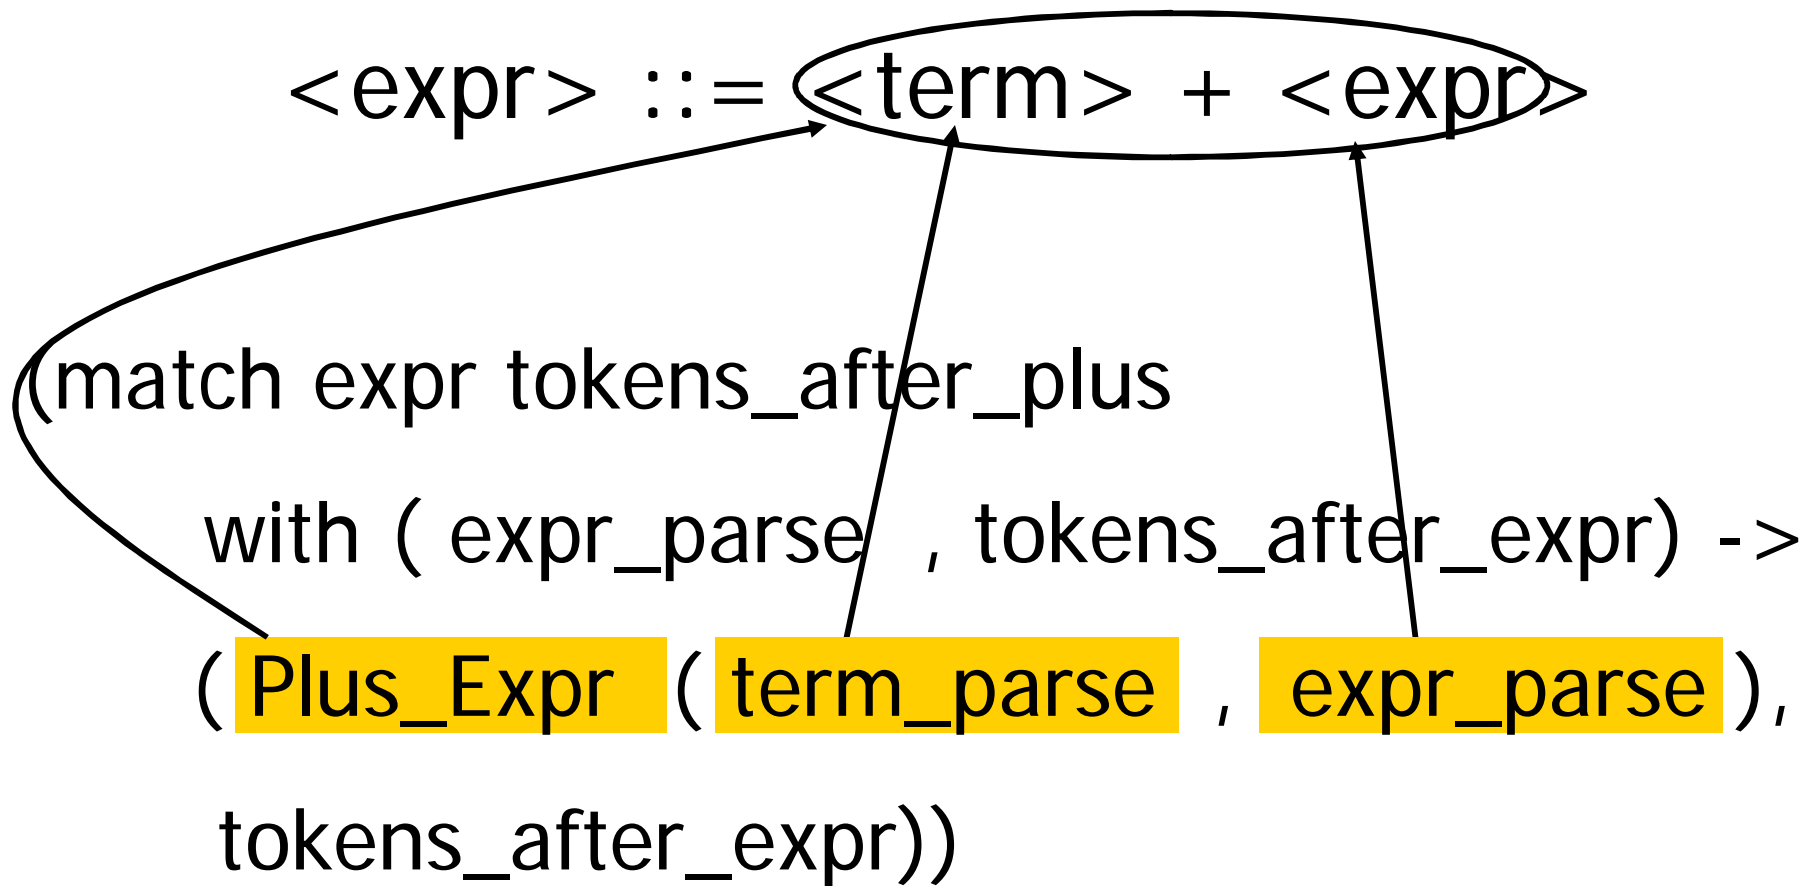 <expr> ::= <term> + <expr>
(match expr tokens_after_plus
with ( expr_parse , tokens_after_expr) ->
( Plus_Expr ( term_parse , expr_parse ),
tokens_after_expr))